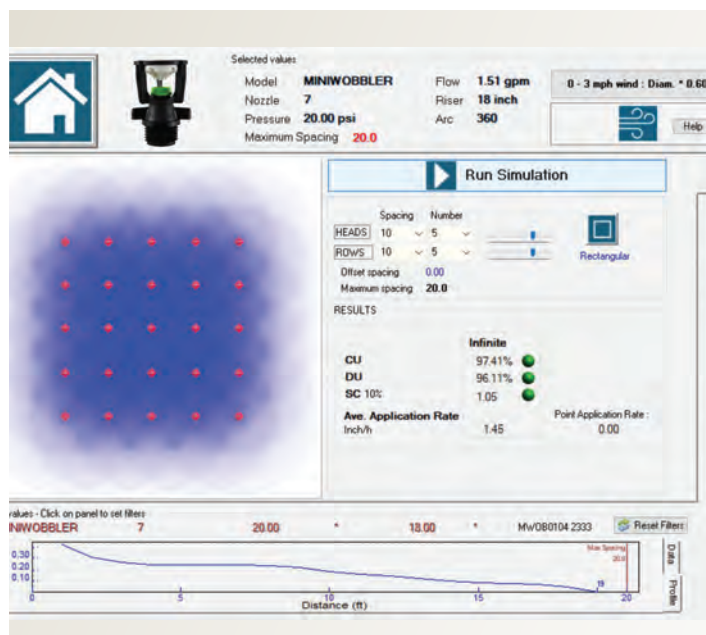 Selected values
Model MINIWOBBLER Flow 1.51 gpm
Nozzle 7 Riser 18 inch
Pressure 20.00 psi Arc 360
Maximum Spacing 20.0
0 - 3 mph wind : Diam. * 0.60
Help
Run Simulation
Spacing Number
HEADS 10 5
ROWS 10 5
Rectangular
Offset spacing 0.00
Maximum spacing 20.0
RESULTS
Infinite
CU 97.41%
DU 96.11%
SC 10% 1.05
Ave. Application Rate Point Application Rate :
Inch/h 1.45 0.00
values - Click on panel to set filters
INIWOBBLER 7 20.00 * 18.00 * MWOB0104 2333 Reset Filters
Max Spacing
20.0
0.30
0.20
0.10
19
0 5 10 15 20
Distance (ft)
Data
Profile